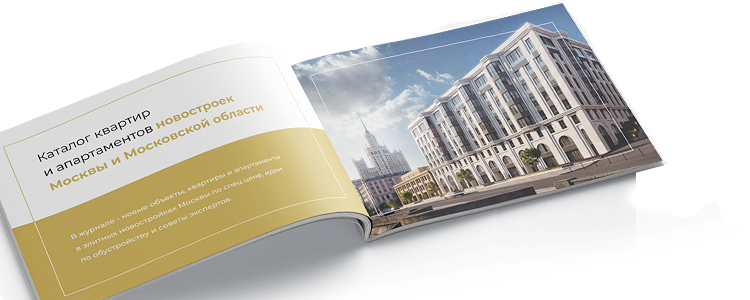 Каталог квартир
и апартаментов новостроек
Москвы и Московской области
В журнале - новые объекты, квартиры и апартаменты
в элитных новостройках Москвы по спец цене, идеи
по обустройству и советы экспертов.